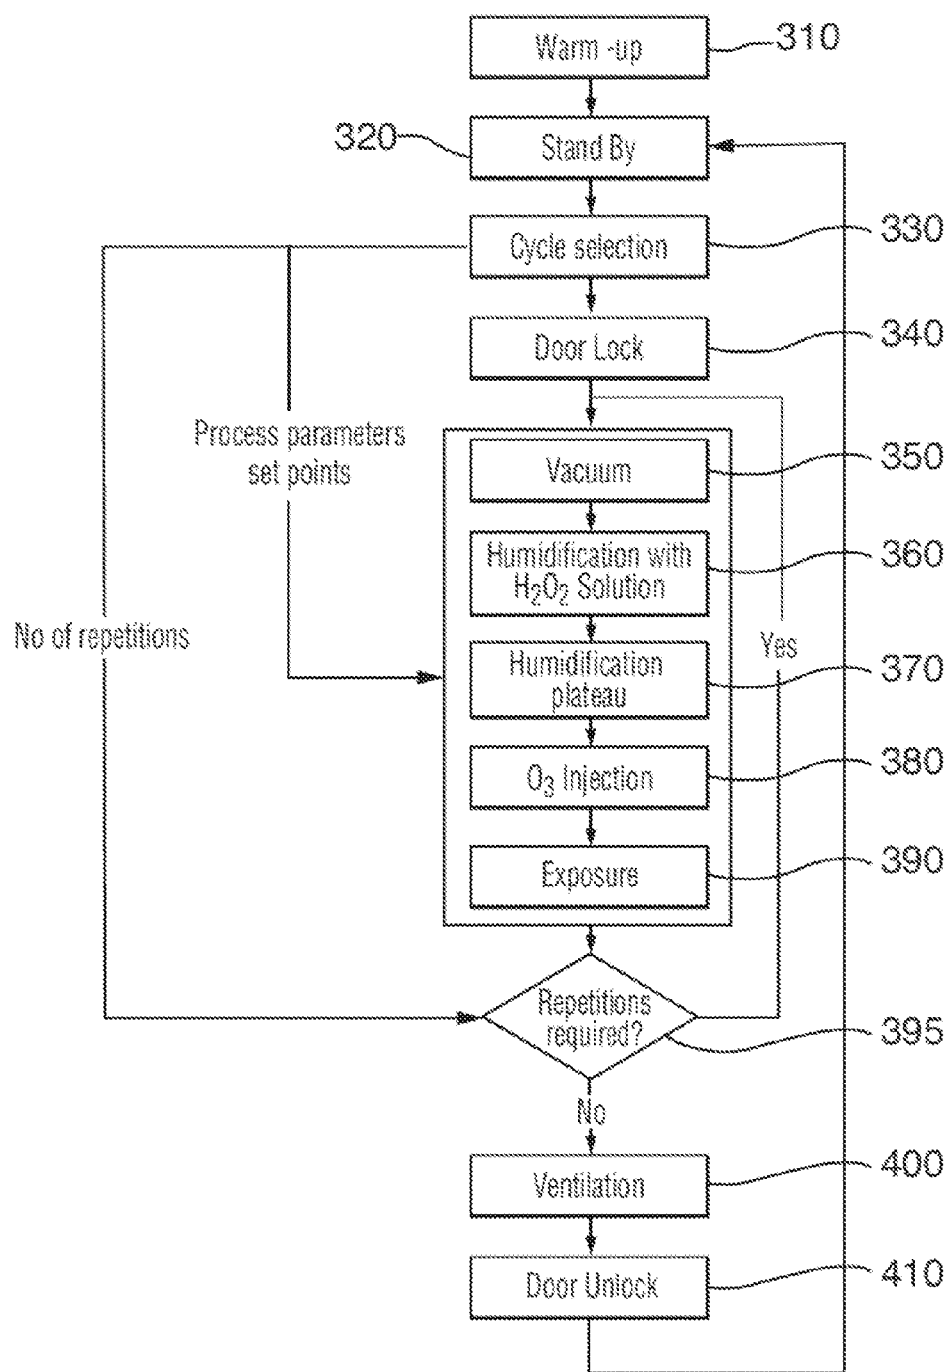 Warm -up
310
320
Stand By
Cycle selection
330
Door Lock
340
Process parameters
set points
Vacuum
350
Humidification with
H₂O₂ Solution
360
No of repetitions
Humidification
plateau
370
Yes
O₃ Injection
380
Exposure
390
Repetitions
required?
395
No
Ventilation
400
Door Unlock
410